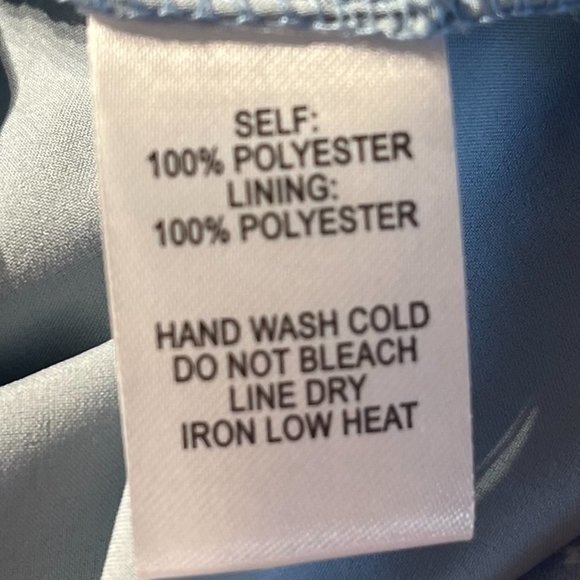 SELF:
100% POLYESTER
LINING:
100% POLYESTER
HAND WASH COLD
DO NOT BLEACH
LINE DRY
IRON LOW HEAT